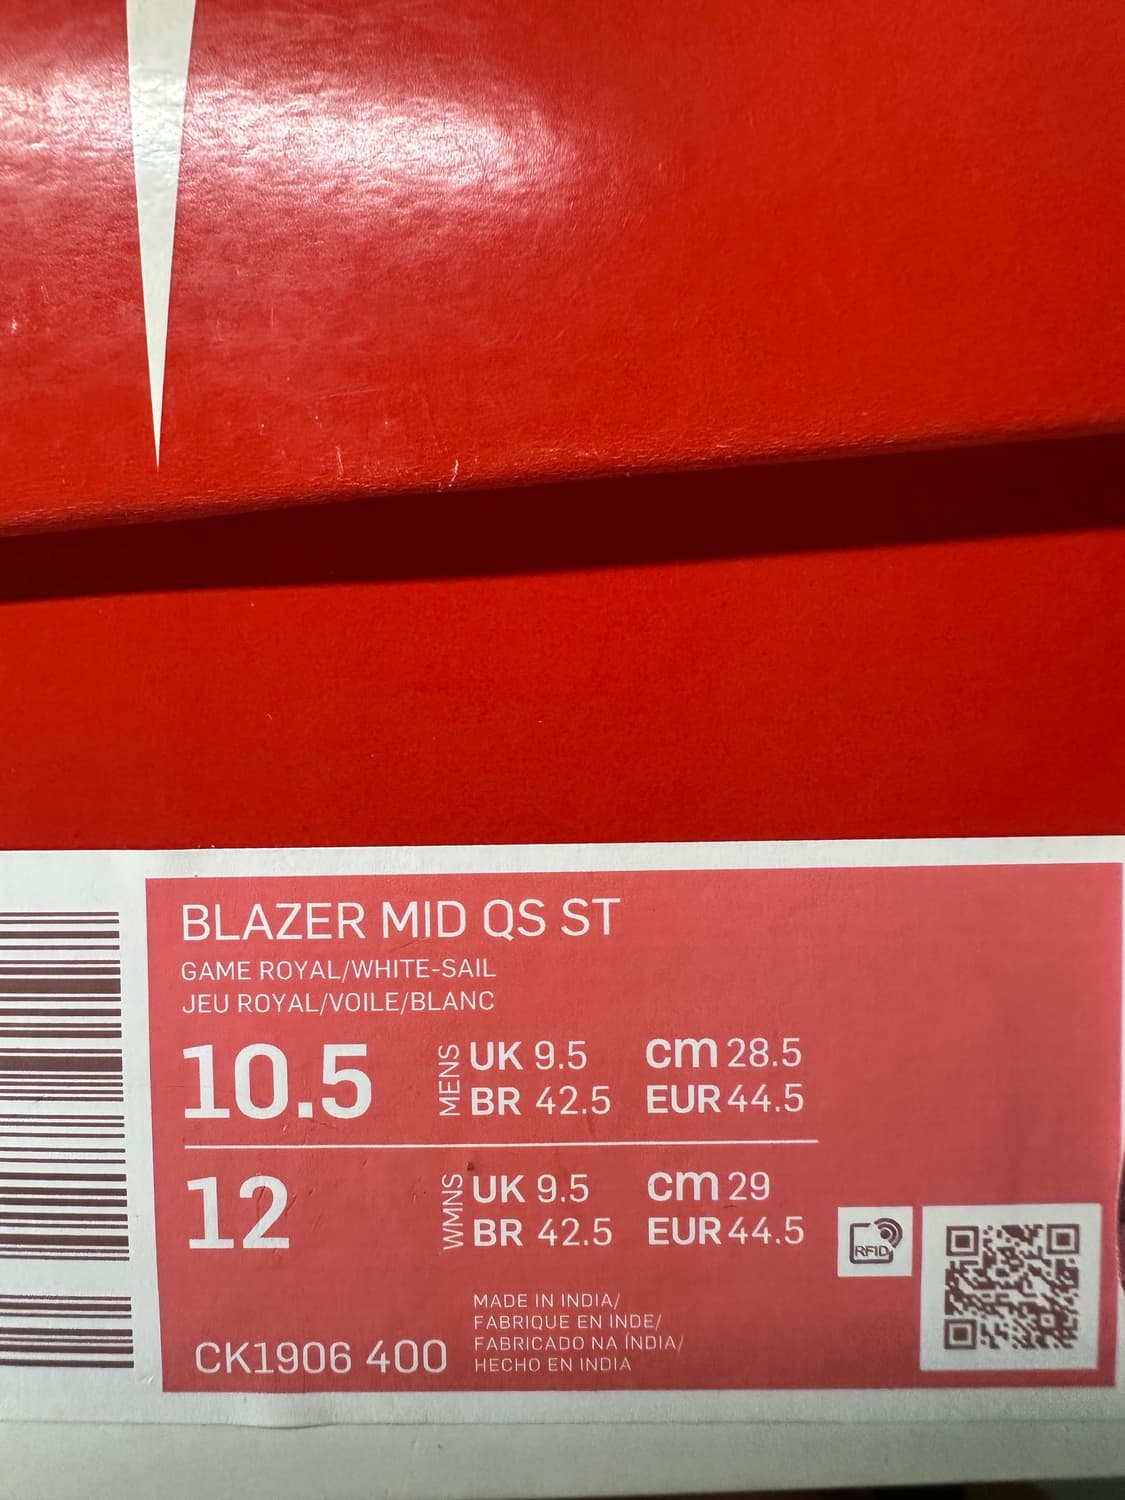 BLAZER MID QS ST
GAME ROYAL/WHITE-SAIL
JEU ROYAL/VOILE/BLANC
10.5 MENS UK 9.5 cm 28.5
BR 42.5 EUR 44.5
12 WMNS UK 9.5 cm 29
BR 42.5 EUR 44.5
RFID
MADE IN INDIA/
FABRIQUE EN INDE/
FABRICADO NA ÍNDIA/
HECHO EN INDIA
CK1906 400